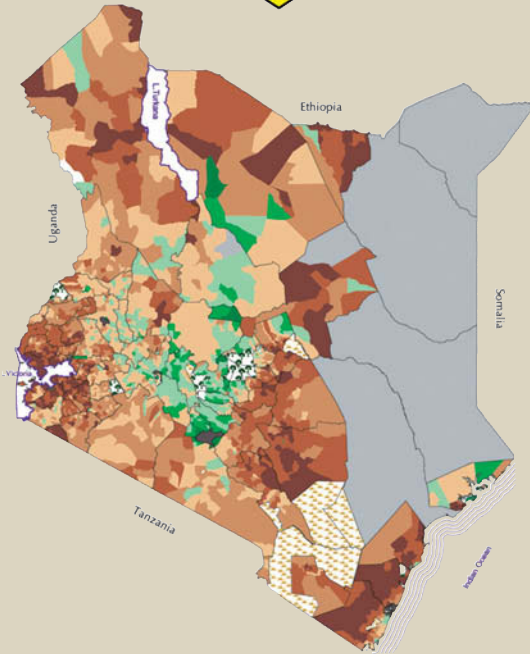 Ethiopia
L.Turkana
Uganda
Somalia
L. Victoria
Tanzania
Indian Ocean